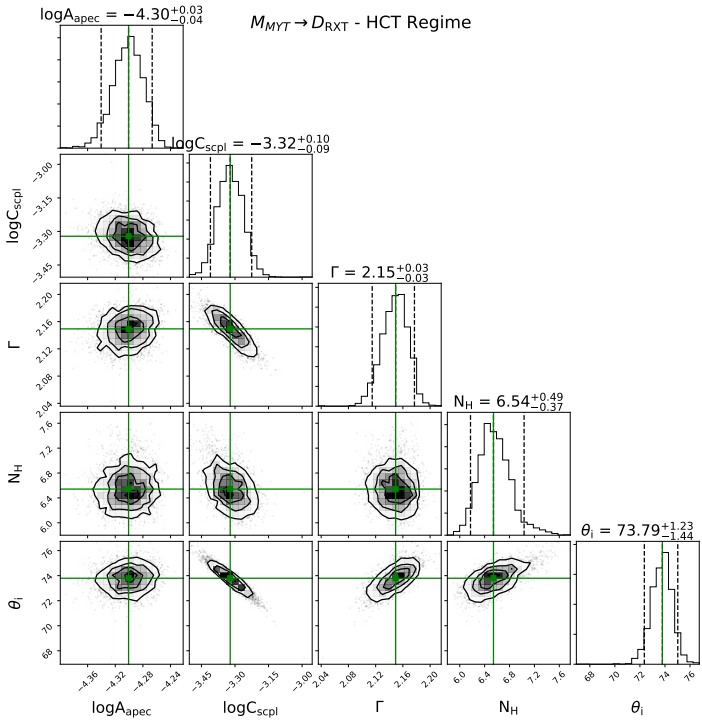 logA_apec = −4.30^{+0.03}_{−0.04}
M_MYT → D_RXT - HCT Regime
logC_scpl = −3.32^{+0.10}_{−0.09}
−3.00
−3.15
−3.30
−3.45
logC_scpl
Γ = 2.15^{+0.03}_{−0.03}
2.20
2.16
2.12
2.08
2.04
Γ
N_H = 6.54^{+0.49}_{−0.37}
7.6
7.2
6.8
6.4
6.0
N_H
θ_i = 73.79^{+1.23}_{−1.44}
76
74
72
70
68
θ_i
−4.36 −4.32 −4.28 −4.24
−3.45 −3.30 −3.15 −3.00
2.04 2.08 2.12 2.16 2.20
6.0 6.4 6.8 7.2 7.6
68 70 72 74 76
logA_apec logC_scpl Γ N_H θ_i